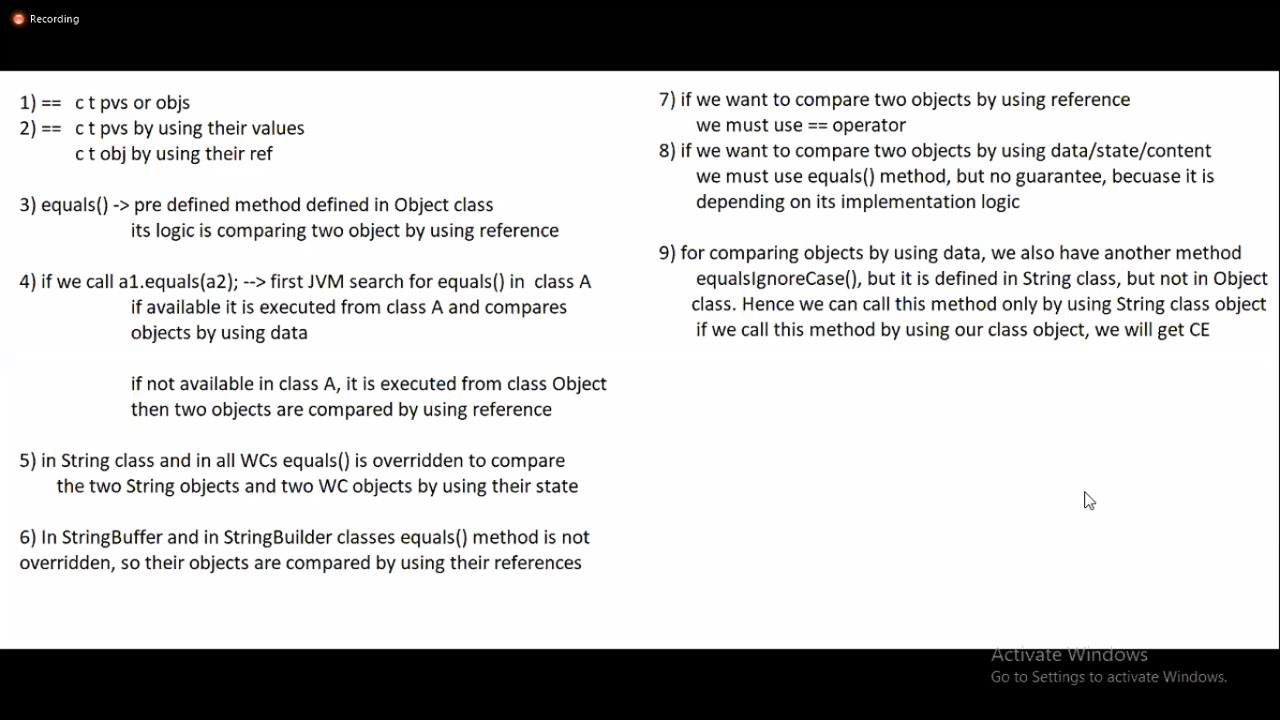 Recording
1) == c t pvs or objs
2) == c t pvs by using their values
c t obj by using their ref
3) equals() -> pre defined method defined in Object class
its logic is comparing two object by using reference
4) if we call a1.equals(a2); --> first JVM search for equals() in class A
if available it is executed from class A and compares
objects by using data
if not available in class A, it is executed from class Object
then two objects are compared by using reference
5) in String class and in all WCs equals() is overridden to compare
the two String objects and two WC objects by using their state
6) In StringBuffer and in StringBuilder classes equals() method is not
overridden, so their objects are compared by using their references
7) if we want to compare two objects by using reference
we must use == operator
8) if we want to compare two objects by using data/state/content
we must use equals() method, but no guarantee, becuase it is
depending on its implementation logic
9) for comparing objects by using data, we also have another method
equalsIgnoreCase(), but it is defined in String class, but not in Object
class. Hence we can call this method only by using String class object
if we call this method by using our class object, we will get CE
Activate Windows
Go to Settings to activate Windows.